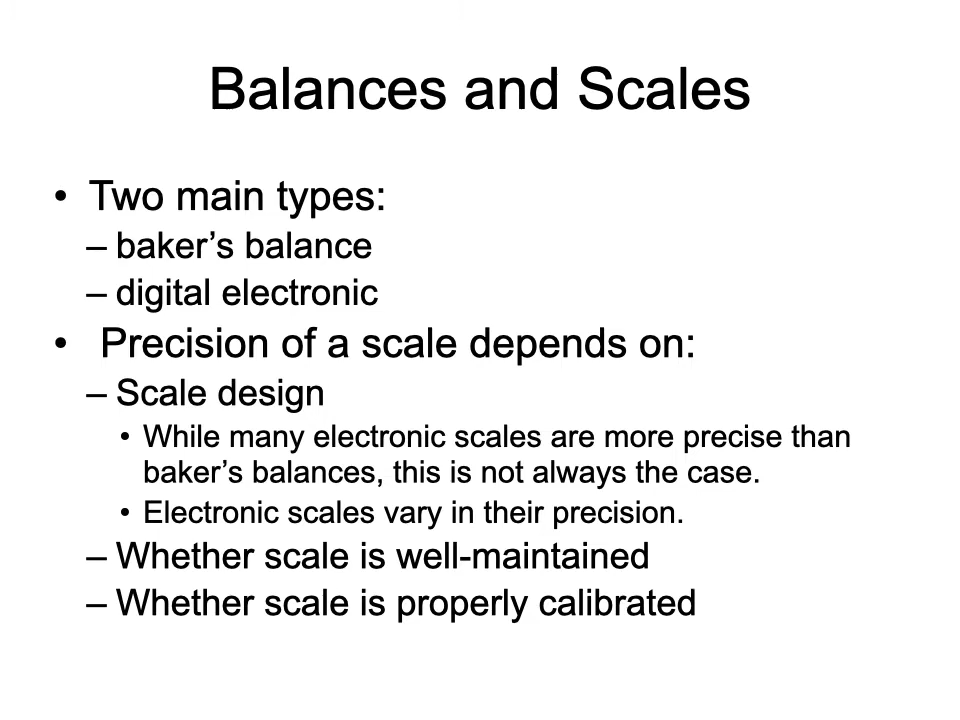 Balances and Scales
• Two main types:
– baker’s balance
– digital electronic
• Precision of a scale depends on:
– Scale design
• While many electronic scales are more precise than
baker’s balances, this is not always the case.
• Electronic scales vary in their precision.
– Whether scale is well-maintained
– Whether scale is properly calibrated